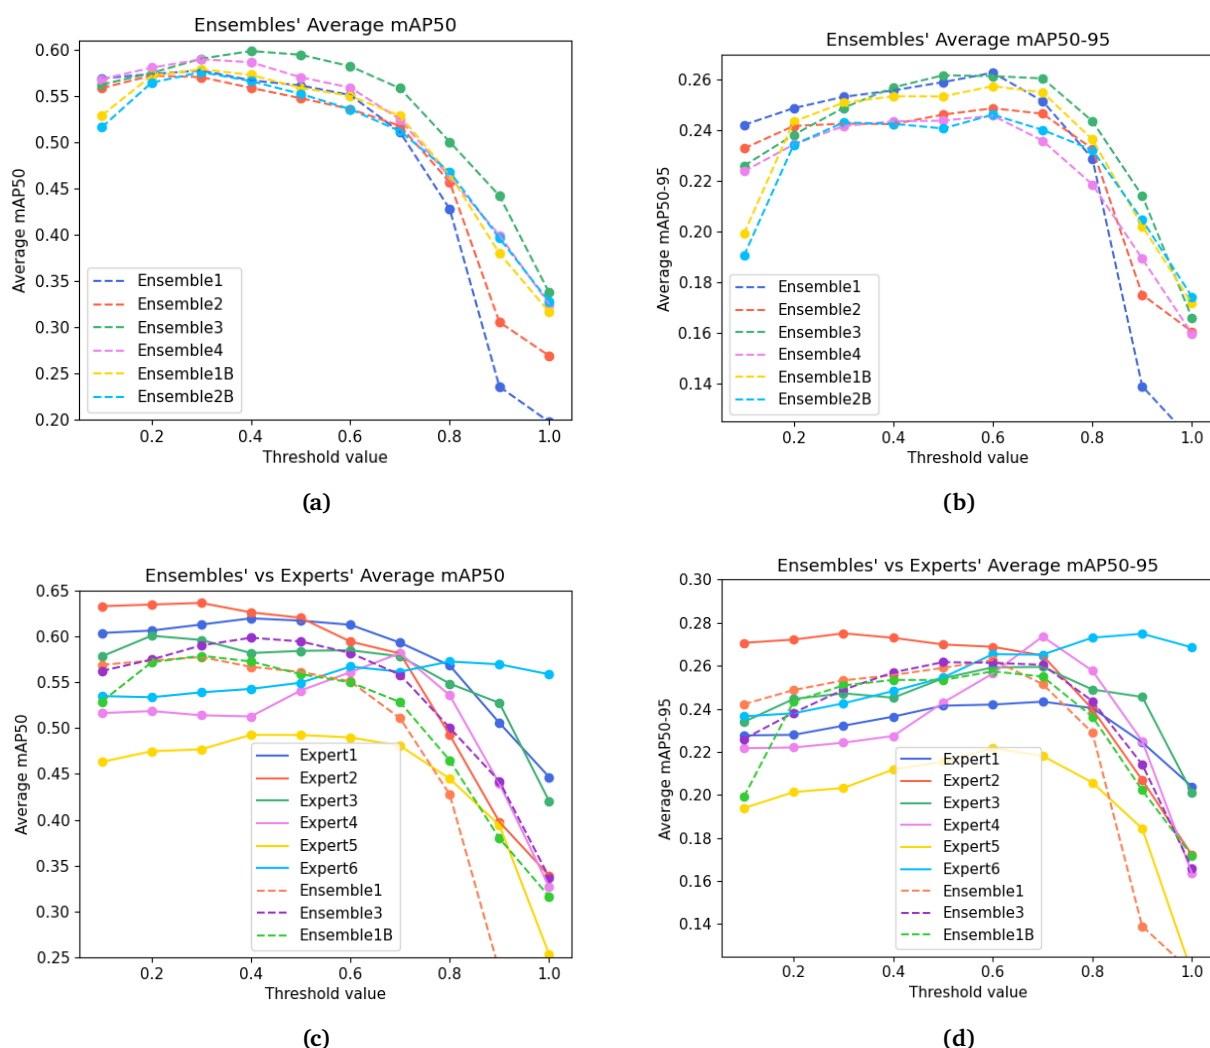 Ensembles' Average mAP50
0.60
0.55
0.50
0.45
0.40
0.35
0.30
0.25
0.20
Average mAP50
Ensemble1
Ensemble2
Ensemble3
Ensemble4
Ensemble1B
Ensemble2B
0.2 0.4 0.6 0.8 1.0
Threshold value
(a)
Ensembles' Average mAP50-95
0.26
0.24
0.22
0.20
0.18
0.16
0.14
Average mAP50-95
Ensemble1
Ensemble2
Ensemble3
Ensemble4
Ensemble1B
Ensemble2B
0.2 0.4 0.6 0.8 1.0
Threshold value
(b)
Ensembles' vs Experts' Average mAP50
0.65
0.60
0.55
0.50
0.45
0.40
0.35
0.30
0.25
Average mAP50
Expert1
Expert2
Expert3
Expert4
Expert5
Expert6
Ensemble1
Ensemble3
Ensemble1B
0.2 0.4 0.6 0.8 1.0
Threshold value
(c)
Ensembles' vs Experts' Average mAP50-95
0.30
0.28
0.26
0.24
0.22
0.20
0.18
0.16
0.14
Average mAP50-95
Expert1
Expert2
Expert3
Expert4
Expert5
Expert6
Ensemble1
Ensemble3
Ensemble1B
0.2 0.4 0.6 0.8 1.0
Threshold value
(d)